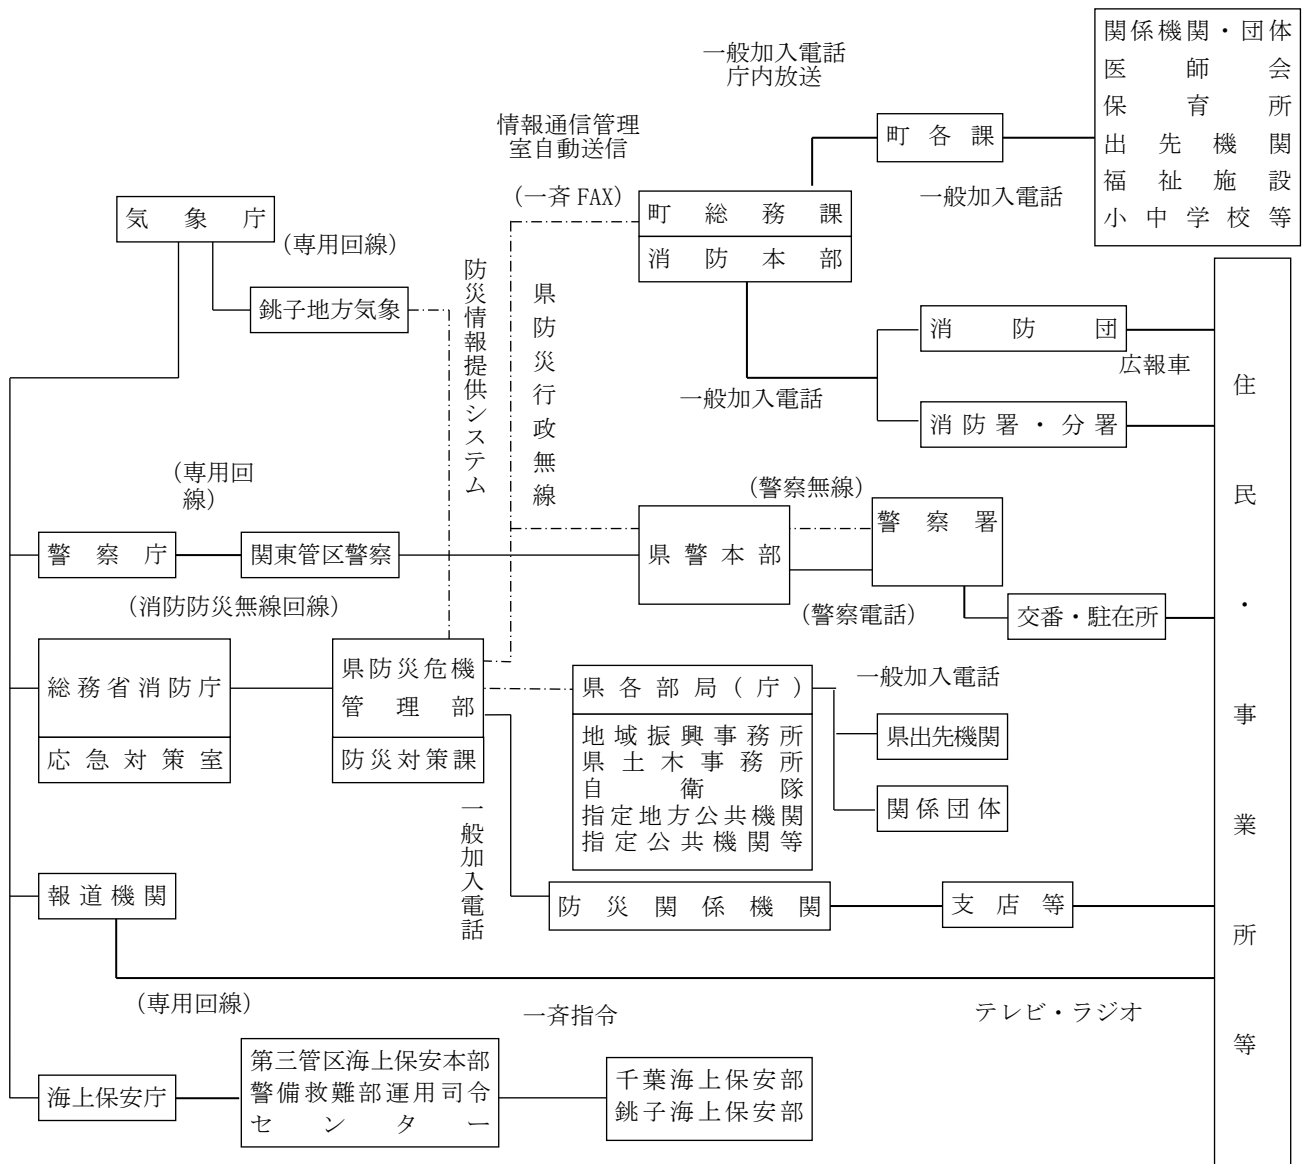 一般加入電話
庁内放送
関係機関・団体
医師会
保育所
出先機関
福祉施設
小中学校等
情報通信管理
室自動送信
(一斉 FAX)
町各課
一般加入電話
町総務課
消防本部
気象庁
(専用回線)
銚子地方気象
防災情報提供システム
県防災行政無線
消防団
広報車
一般加入電話
消防署・分署
住民・事業所等
(専用回
線)
(警察無線)
警察署
警察庁
関東管区警察
県警本部
(消防防災無線回線)
(警察電話)
交番・駐在所
総務省消防庁
応急対策室
県防災危機
管理部
防災対策課
県各部局(庁)
地域振興事務所
県土木事務所
自衛隊
指定地方公共機関
指定公共機関等
一般加入電話
県出先機関
関係団体
一般加入電話
報道機関
防災関係機関
支店等
(専用回線)
一斉指令
テレビ・ラジオ
海上保安庁
第三管区海上保安本部
警備救難部運用司令
センター
千葉海上保安部
銚子海上保安部